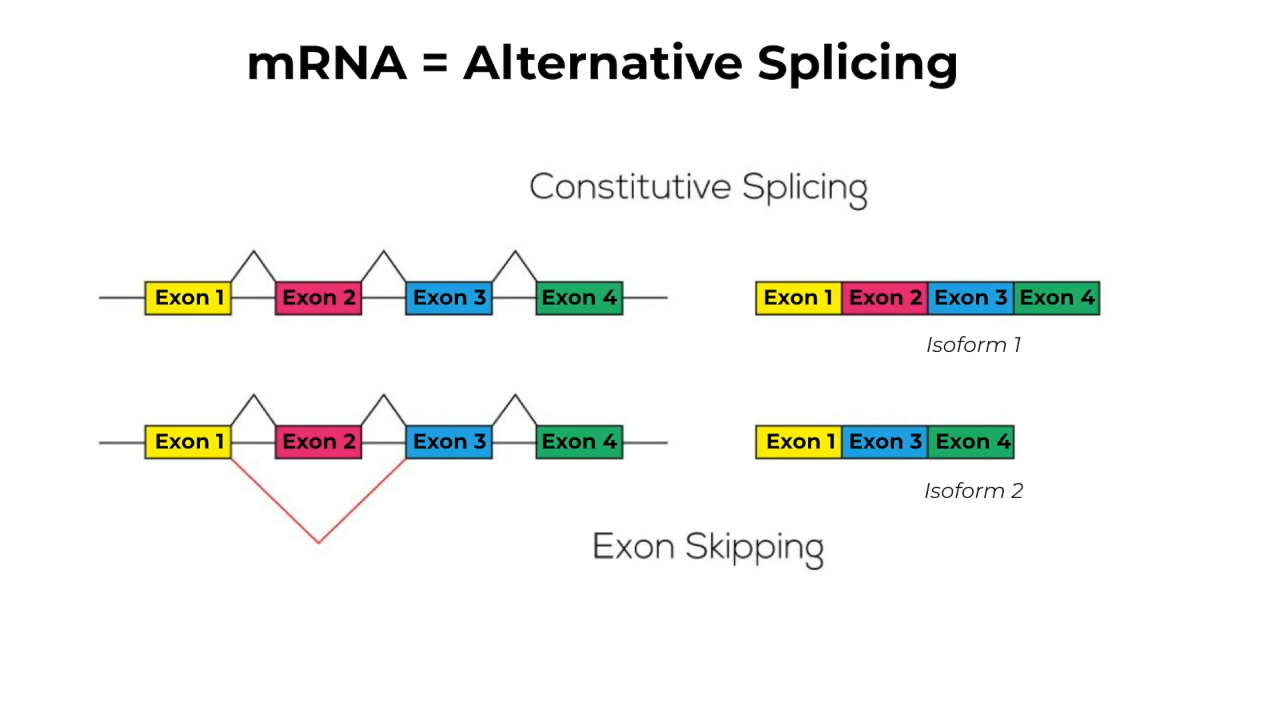 mRNA = Alternative Splicing
Constitutive Splicing
Exon 1 Exon 2 Exon 3 Exon 4 Exon 1 Exon 2 Exon 3 Exon 4
Isoform 1
Exon 1 Exon 2 Exon 3 Exon 4 Exon 1 Exon 3 Exon 4
Isoform 2
Exon Skipping